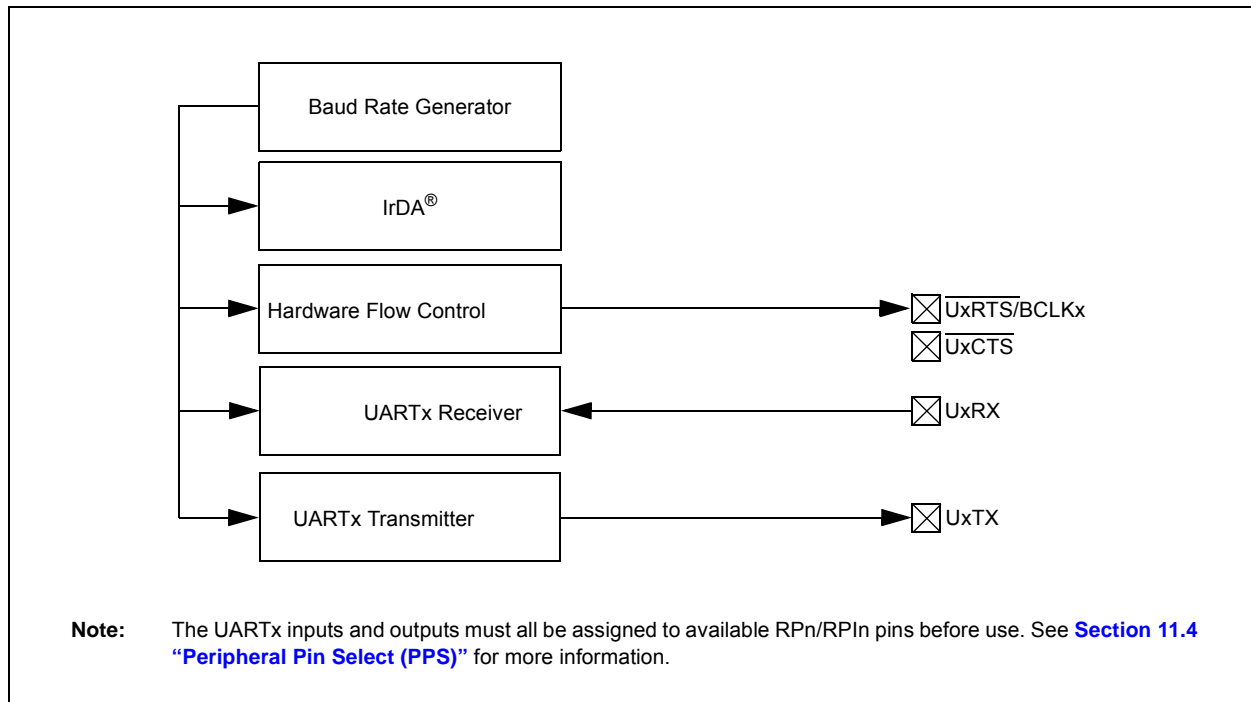 Baud Rate Generator
IrDA®
Hardware Flow Control
UxRTS/BCLKx
UxCTS
UARTx Receiver
UxRX
UARTx Transmitter
UxTX
Note: The UARTx inputs and outputs must all be assigned to available RPn/RPIn pins before use. See Section 11.4
“Peripheral Pin Select (PPS)” for more information.